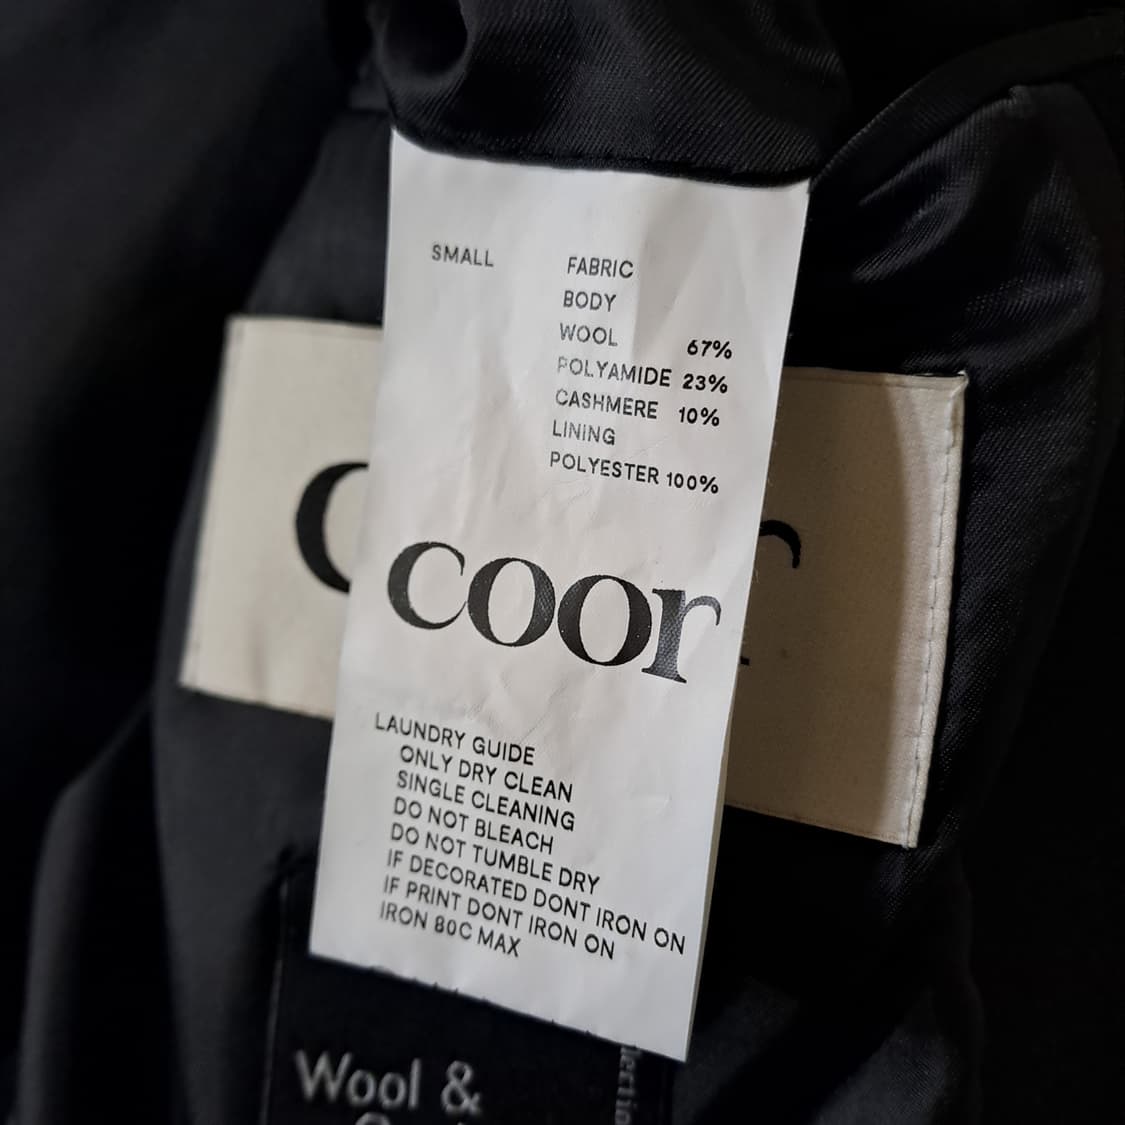 SMALL
FABRIC
BODY
WOOL 67%
POLYAMIDE 23%
CASHMERE 10%
LINING
POLYESTER 100%
coor
LAUNDRY GUIDE
ONLY DRY CLEAN
SINGLE CLEANING
DO NOT BLEACH
DO NOT TUMBLE DRY
IF DECORATED DONT IRON ON
IF PRINT DONT IRON ON
IRON 80C MAX
Wool &